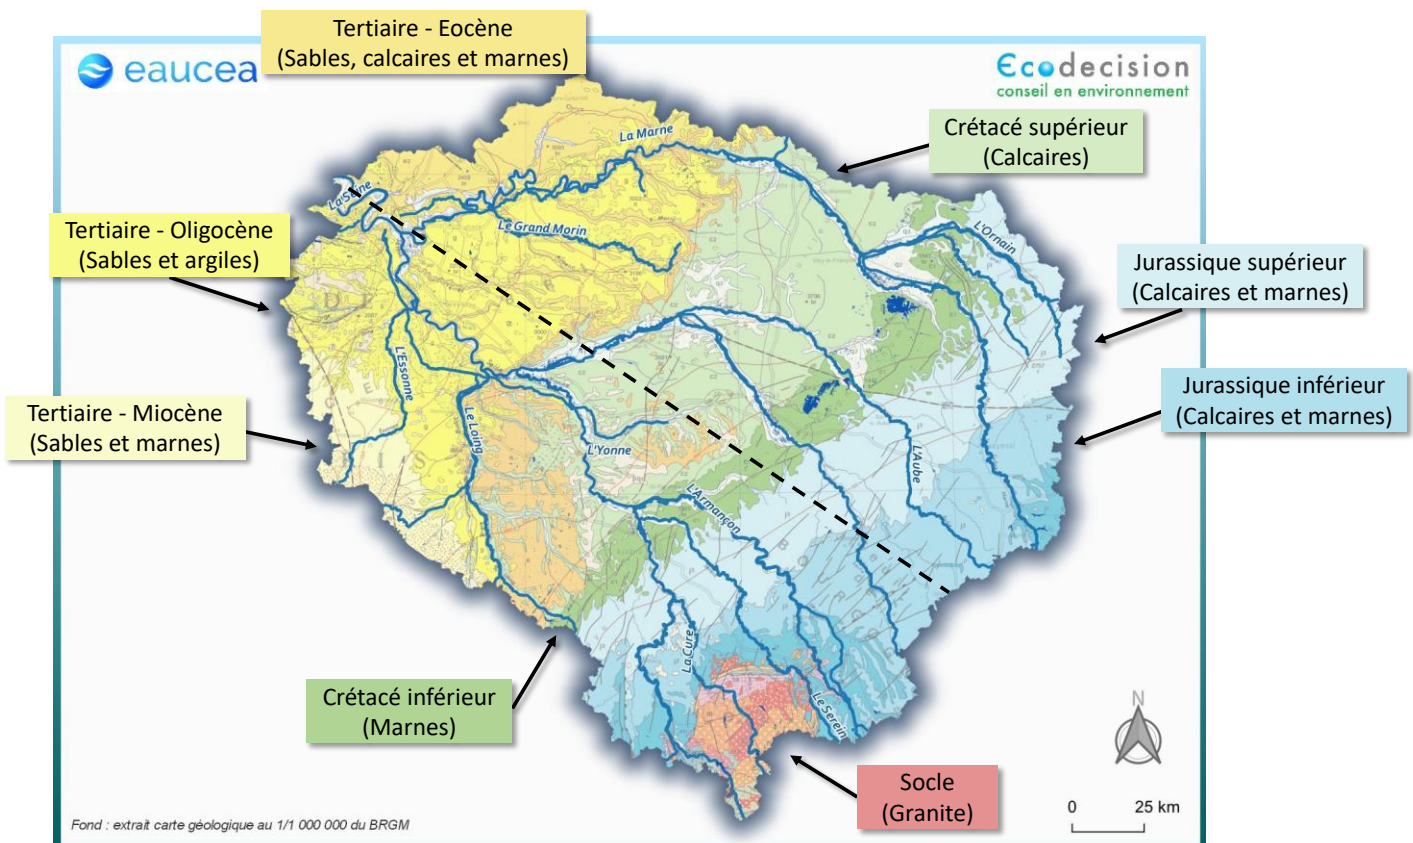 Tertiaire - Eocène
(Sables, calcaires et marnes)
eaucea
Ecodecision
conseil en environnement
Crétacé supérieur
(Calcaires)
La Marne
La Seine
Tertiaire - Oligocène
(Sables et argiles)
Le Grand Morin
L'Ornain
Jurassique supérieur
(Calcaires et marnes)
L'Essonne
Jurassique inférieur
(Calcaires et marnes)
Tertiaire - Miocène
(Sables et marnes)
Le Loing
L'Yonne
L'Aube
L'Armançon
La Cure
Le Serein
Crétacé inférieur
(Marnes)
N
Socle
(Granite)
0 25 km
Fond : extrait carte géologique au 1/1 000 000 du BRGM